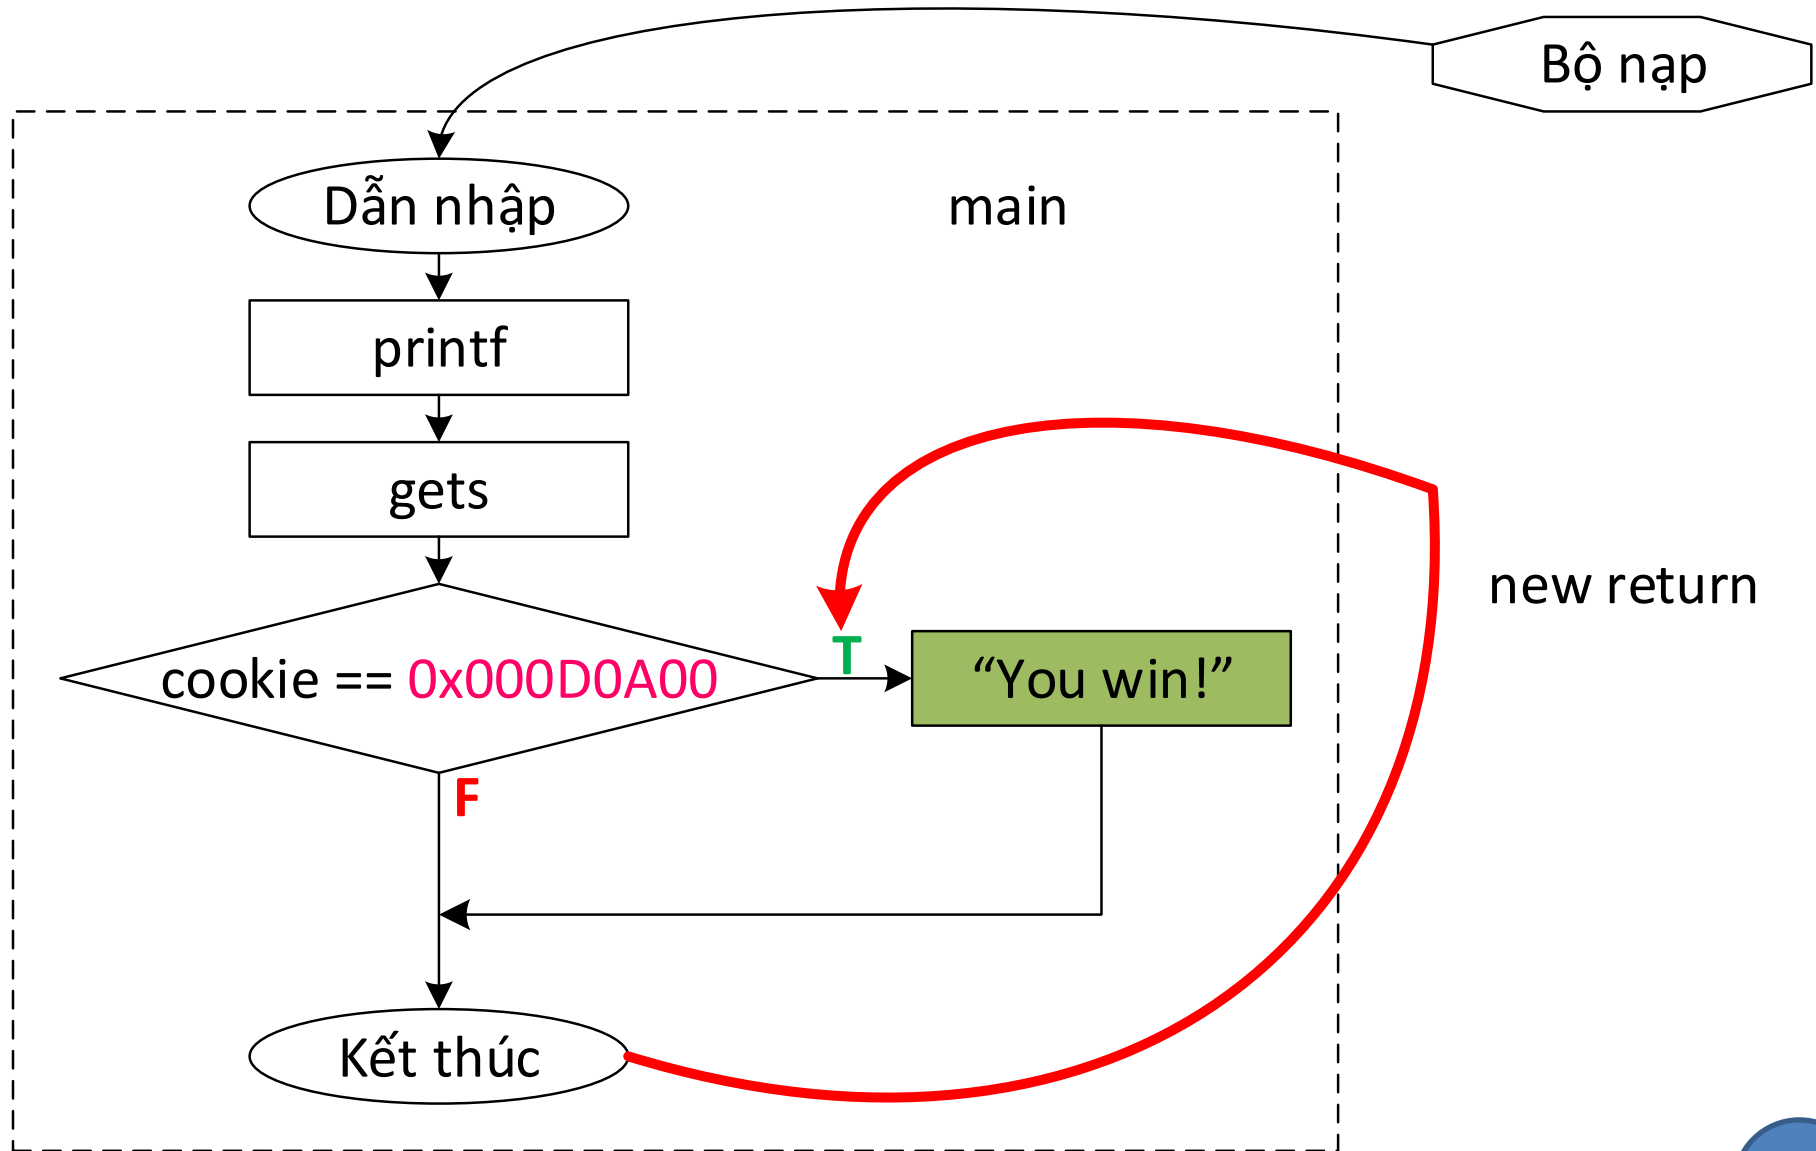 Bộ nạp
Dẫn nhập
main
printf
gets
new return
cookie == 0x000D0A00
T
“You win!”
F
Kết thúc